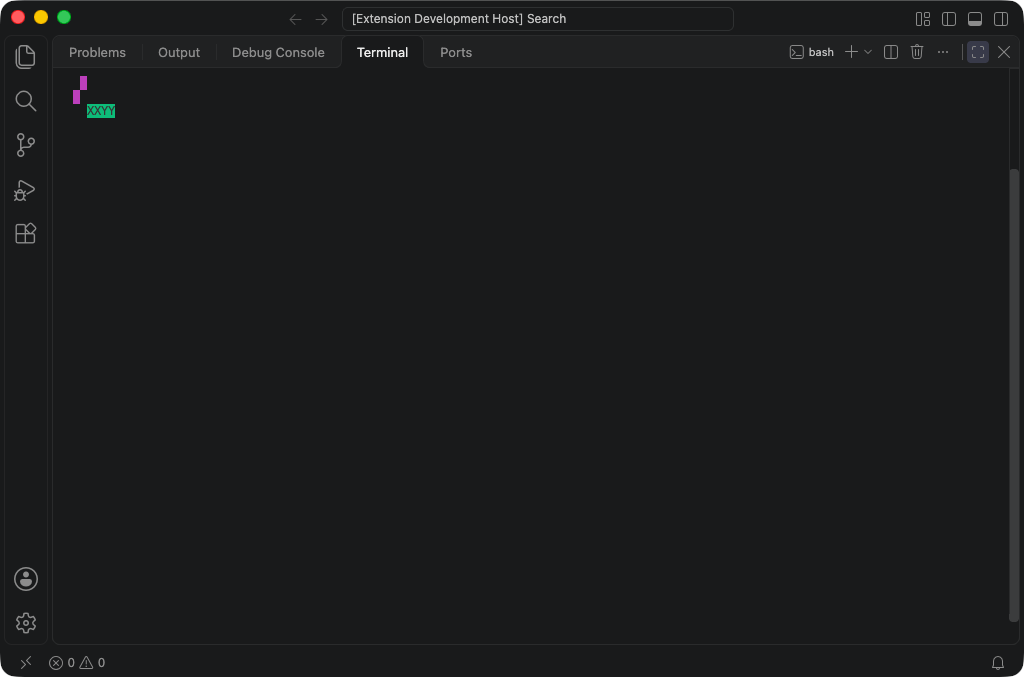 [Extension Development Host] Search
Problems
Output
Debug Console
Terminal
Ports
bash
XXYY
0
0